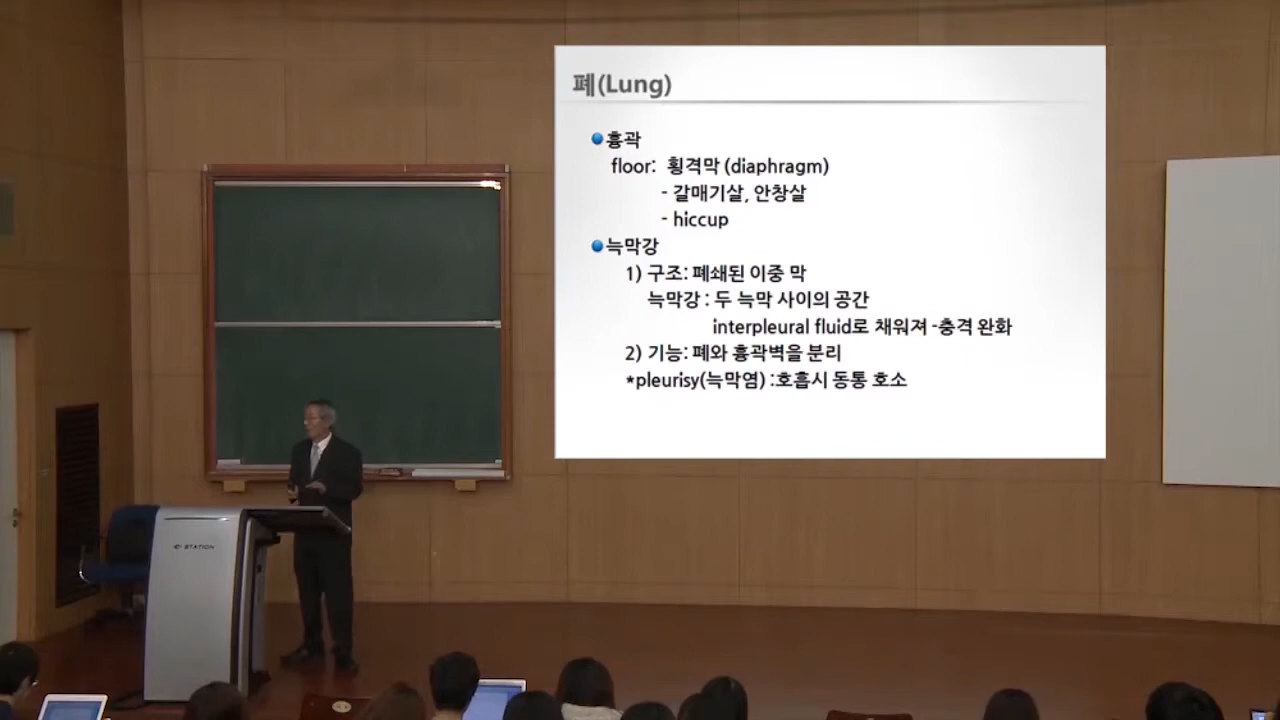 폐(Lung)
흉곽
floor: 횡격막 (diaphragm)
- 갈매기살, 안창살
- hiccup
늑막강
1) 구조: 폐쇄된 이중 막
늑막강 : 두 늑막 사이의 공간
interpleural fluid로 채워져 -충격 완화
2) 기능: 폐와 흉곽벽을 분리
*pleurisy(늑막염) :호흡시 동통 호소
e-STATION